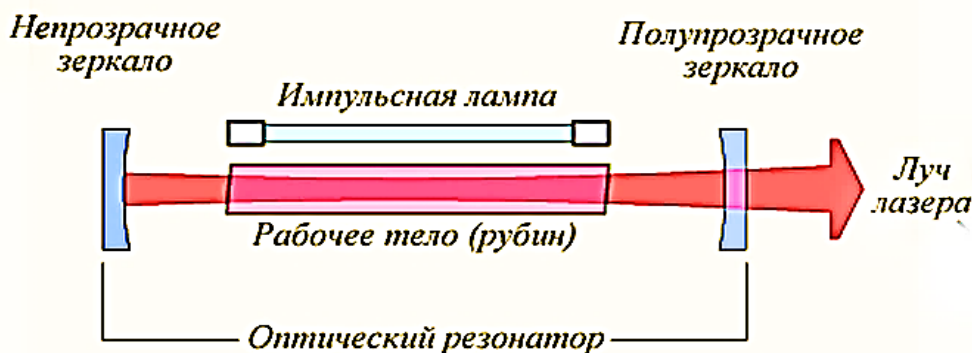 Непрозрачное
зеркало
Полупрозрачное
зеркало
Импульсная лампа
Луч
лазера
Рабочее тело (рубин)
Оптический резонатор